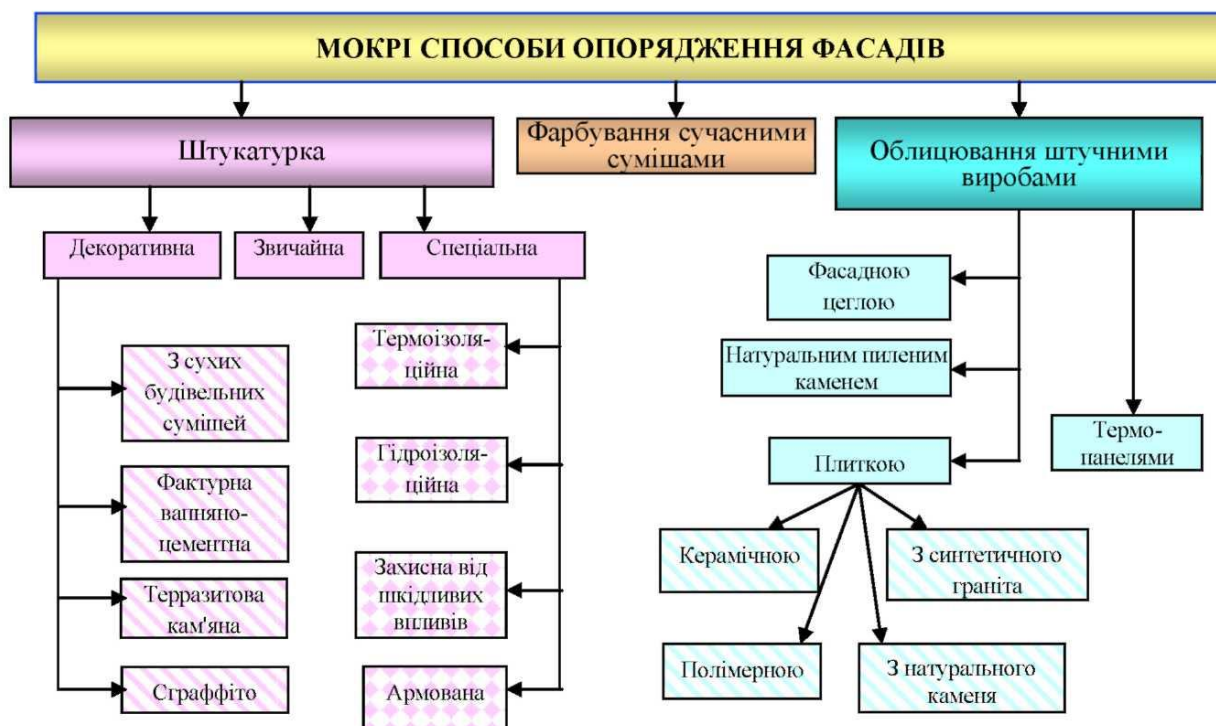 МОКРІ СПОСОБИ ОПОРЯДЖЕННЯ ФАСАДІВ
Штукатурка
Фарбування сучасними
сумішами
Облицювання штучними
виробами
Декоративна
Звичайна
Спеціальна
З сухих
будівельних
сумішей
Фактурна
вапняно-
цементна
Терразитова
кам'яна
Сграффіто
Термоізоля-
ційна
Гідроізоля-
ційна
Захисна від
шкідливих
впливів
Армована
Фасадною
цеглою
Натуральним пиленим
каменем
Плиткою
Термо-
панелями
Керамічною
З синтетичного
граніта
Полімерною
З натурального
каменя